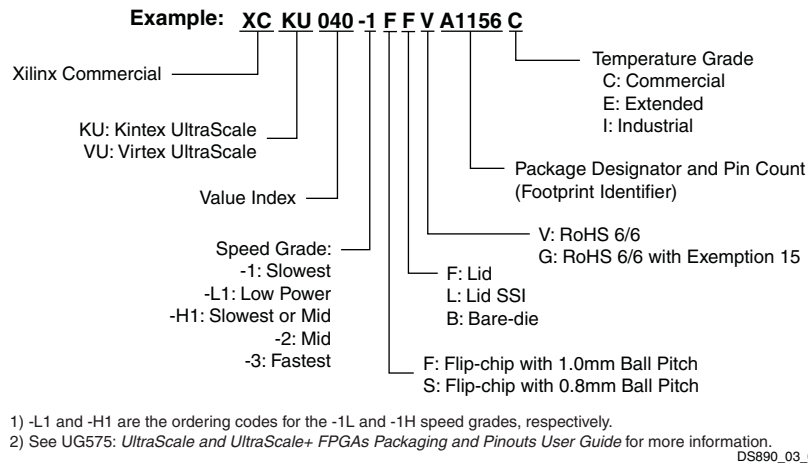 Example: XC KU 040 -1 F F V A1156 C
Temperature Grade
C: Commercial
E: Extended
I: Industrial
Xilinx Commercial
KU: Kintex UltraScale
VU: Virtex UltraScale
Package Designator and Pin Count
(Footprint Identifier)
Value Index
V: RoHS 6/6
G: RoHS 6/6 with Exemption 15
Speed Grade:
-1: Slowest
-L1: Low Power
-H1: Slowest or Mid
-2: Mid
-3: Fastest
F: Lid
L: Lid SSI
B: Bare-die
F: Flip-chip with 1.0mm Ball Pitch
S: Flip-chip with 0.8mm Ball Pitch
1) -L1 and -H1 are the ordering codes for the -1L and -1H speed grades, respectively.
2) See UG575: UltraScale and UltraScale+ FPGAs Packaging and Pinouts User Guide for more information.